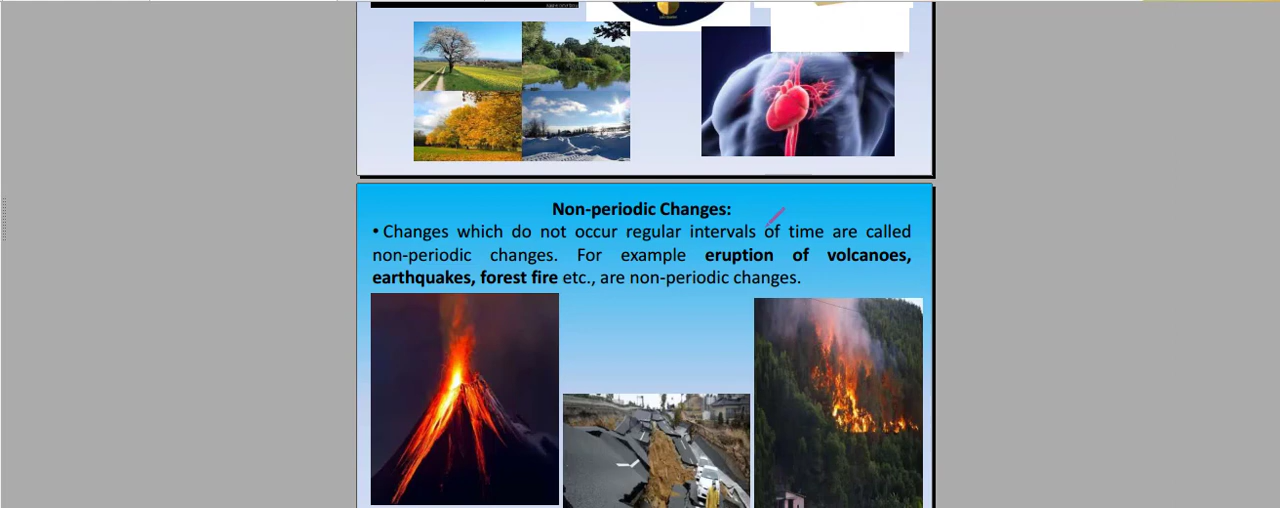 Non-periodic Changes:
• Changes which do not occur regular intervals of time are called
non-periodic changes. For example eruption of volcanoes,
earthquakes, forest fire etc., are non-periodic changes.